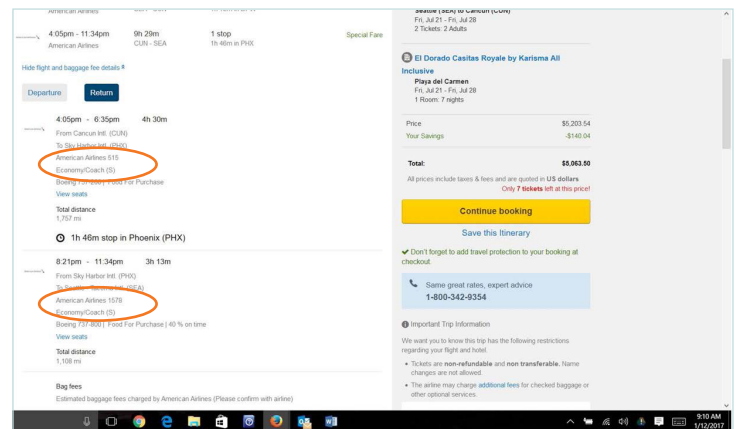 American Airlines
4:05pm - 11:34pm 9h 29m 1 stop Special Fare
American Airlines CUN - SEA 1h 46m in PHX
Hide flight and baggage fee details
Departure Return
4:05pm - 6:35pm 4h 30m
From Cancun Intl. (CUN)
To Sky Harbor Intl. (PHX)
American Airlines 515
Economy/Coach (S)
Food For Purchase
View seats
Total distance
1,757 mi
1h 46m stop in Phoenix (PHX)
8:21pm - 11:34pm 3h 13m
From Sky Harbor Intl. (PHX)
To Seattle - Intl. (SEA)
American Airlines 1578
Economy/Coach (S)
Boeing 737-800 | Food For Purchase | 40 % on time
View seats
Total distance
1,108 mi
Bag fees
Estimated baggage fees charged by American Airlines (Please confirm with airline)
Seattle (SEA) to Cancun (CUN)
Fri, Jul 21 - Fri, Jul 28
2 Tickets: 2 Adults
El Dorado Casitas Royale by Karisma All
Inclusive
Playa del Carmen
Fri, Jul 21 - Fri, Jul 28
1 Room: 7 nights
Price $5,203.54
Your Savings -$140.04
Total: $5,063.50
All prices include taxes & fees and are quoted in US dollars
Only 7 tickets left at this price!
Continue booking
Save this Itinerary
Don't forget to add travel protection to your booking at
checkout.
Same great rates, expert advice
1-800-342-9354
Important Trip Information
We want you to know this trip has the following restrictions
regarding your flight and hotel.
• Tickets are non-refundable and non transferable. Name
changes are not allowed.
• The airline may charge additional fees for checked baggage or
other optional services.
9:10 AM
1/12/2017